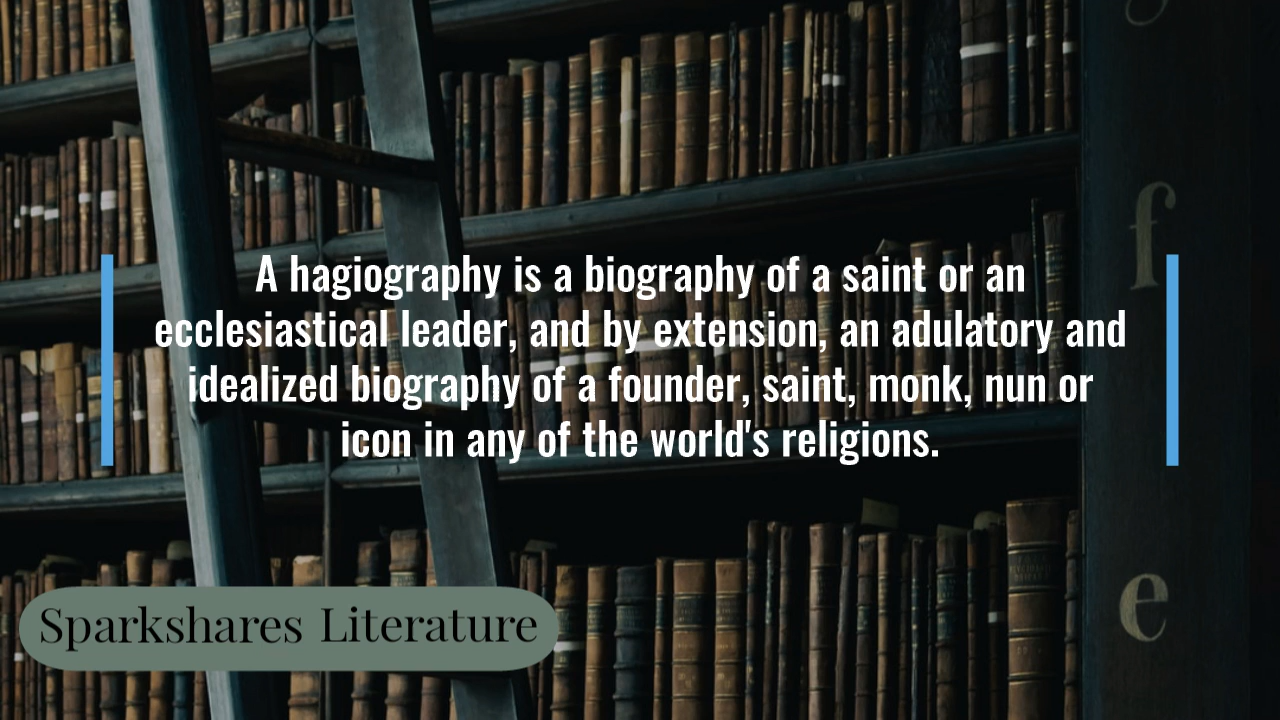 A hagiography is a biography of a saint or an
ecclesiastical leader, and by extension, an adulatory and
idealized biography of a founder, saint, monk, nun or
icon in any of the world's religions.
f
e
Sparkshares Literature